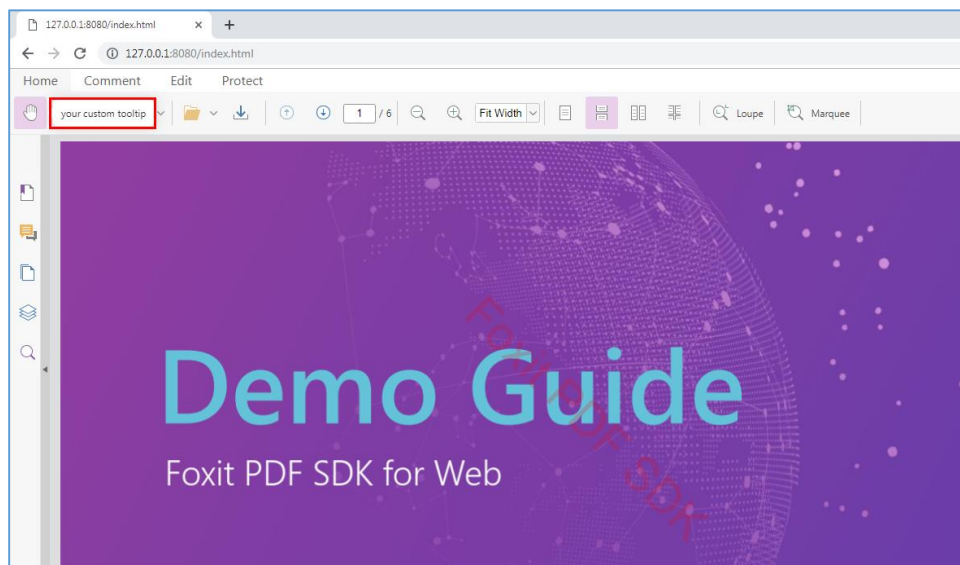 127.0.0.1:8080/index.html
127.0.0.1:8080/index.html
Home Comment Edit Protect
your custom tooltip 1 / 6 Fit Width Loupe Marquee
Demo Guide
Foxit PDF SDK for Web
Foxit PDF SDK